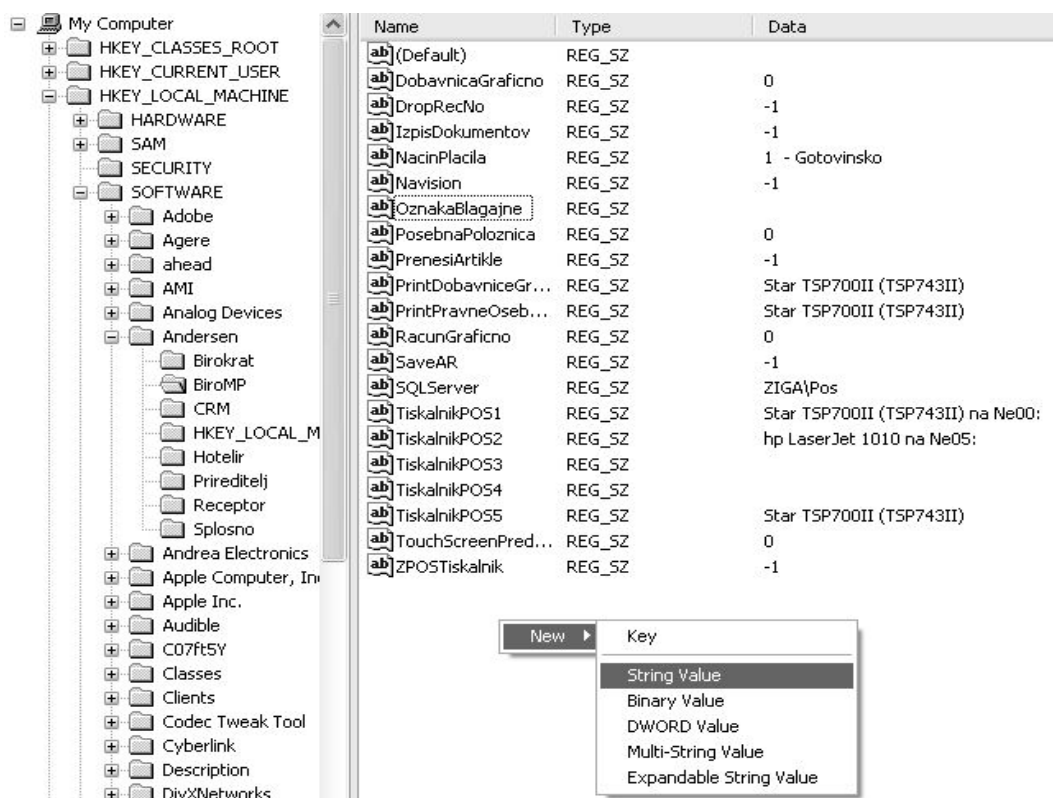 My Computer
HKEY_CLASSES_ROOT
HKEY_CURRENT_USER
HKEY_LOCAL_MACHINE
HARDWARE
SAM
SECURITY
SOFTWARE
Adobe
Agere
ahead
AMI
Analog Devices
Andersen
Birokrat
BiroMP
CRM
HKEY_LOCAL_M
Hotelir
Prireditelj
Receptor
Splosno
Andrea Electronics
Apple Computer, In
Apple Inc.
Audible
C07ft5Y
Classes
Clients
Codec Tweak Tool
Cyberlink
Description
DivXNetworks
Name Type Data
(Default) REG_SZ
DobavnicaGraficno REG_SZ 0
DropRecNo REG_SZ -1
IzpisDokumentov REG_SZ -1
NacinPlacila REG_SZ 1 - Gotovinsko
Navision REG_SZ -1
OznakaBlagajne REG_SZ
PosebnaPoloznica REG_SZ 0
PrenesiArtikle REG_SZ -1
PrintDobavniceGr... REG_SZ Star TSP700II (TSP743II)
PrintPravneOseb... REG_SZ Star TSP700II (TSP743II)
RacunGraficno REG_SZ 0
SaveAR REG_SZ -1
SQLServer REG_SZ ZIGA\Pos
TiskalnikPOS1 REG_SZ Star TSP700II (TSP743II) na Ne00:
TiskalnikPOS2 REG_SZ hp LaserJet 1010 na Ne05:
TiskalnikPOS3 REG_SZ
TiskalnikPOS4 REG_SZ
TiskalnikPOS5 REG_SZ Star TSP700II (TSP743II)
TouchScreenPred... REG_SZ 0
ZPOSTiskalnik REG_SZ -1
New
Key
String Value
Binary Value
DWORD Value
Multi-String Value
Expandable String Value